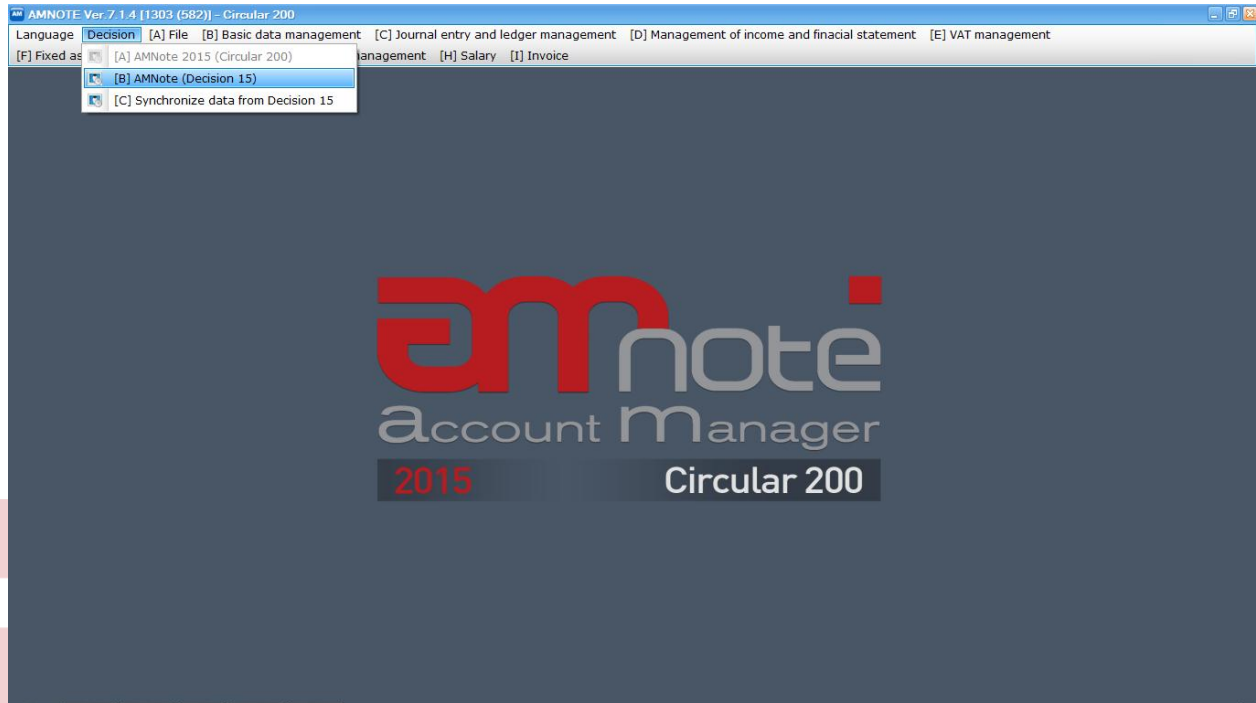 AM AMNOTE Ver.7.1.4 [1303 (582)] - Circular 200
Language Decision [A] File [B] Basic data management [C] Journal entry and ledger management [D] Management of income and finacial statement [E] VAT management
[F] Fixed as anagement [H] Salary [I] Invoice
[A] AMNote 2015 (Circular 200)
[B] AMNote (Decision 15)
[C] Synchronize data from Decision 15
amnote
account manager
2015 Circular 200